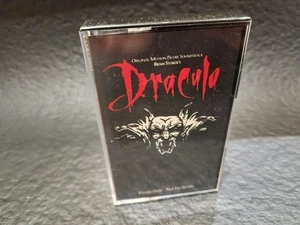 ORIGINAL MOTION PICTURE SOUNDTRACK
BRAM STOKER'S
Dracula